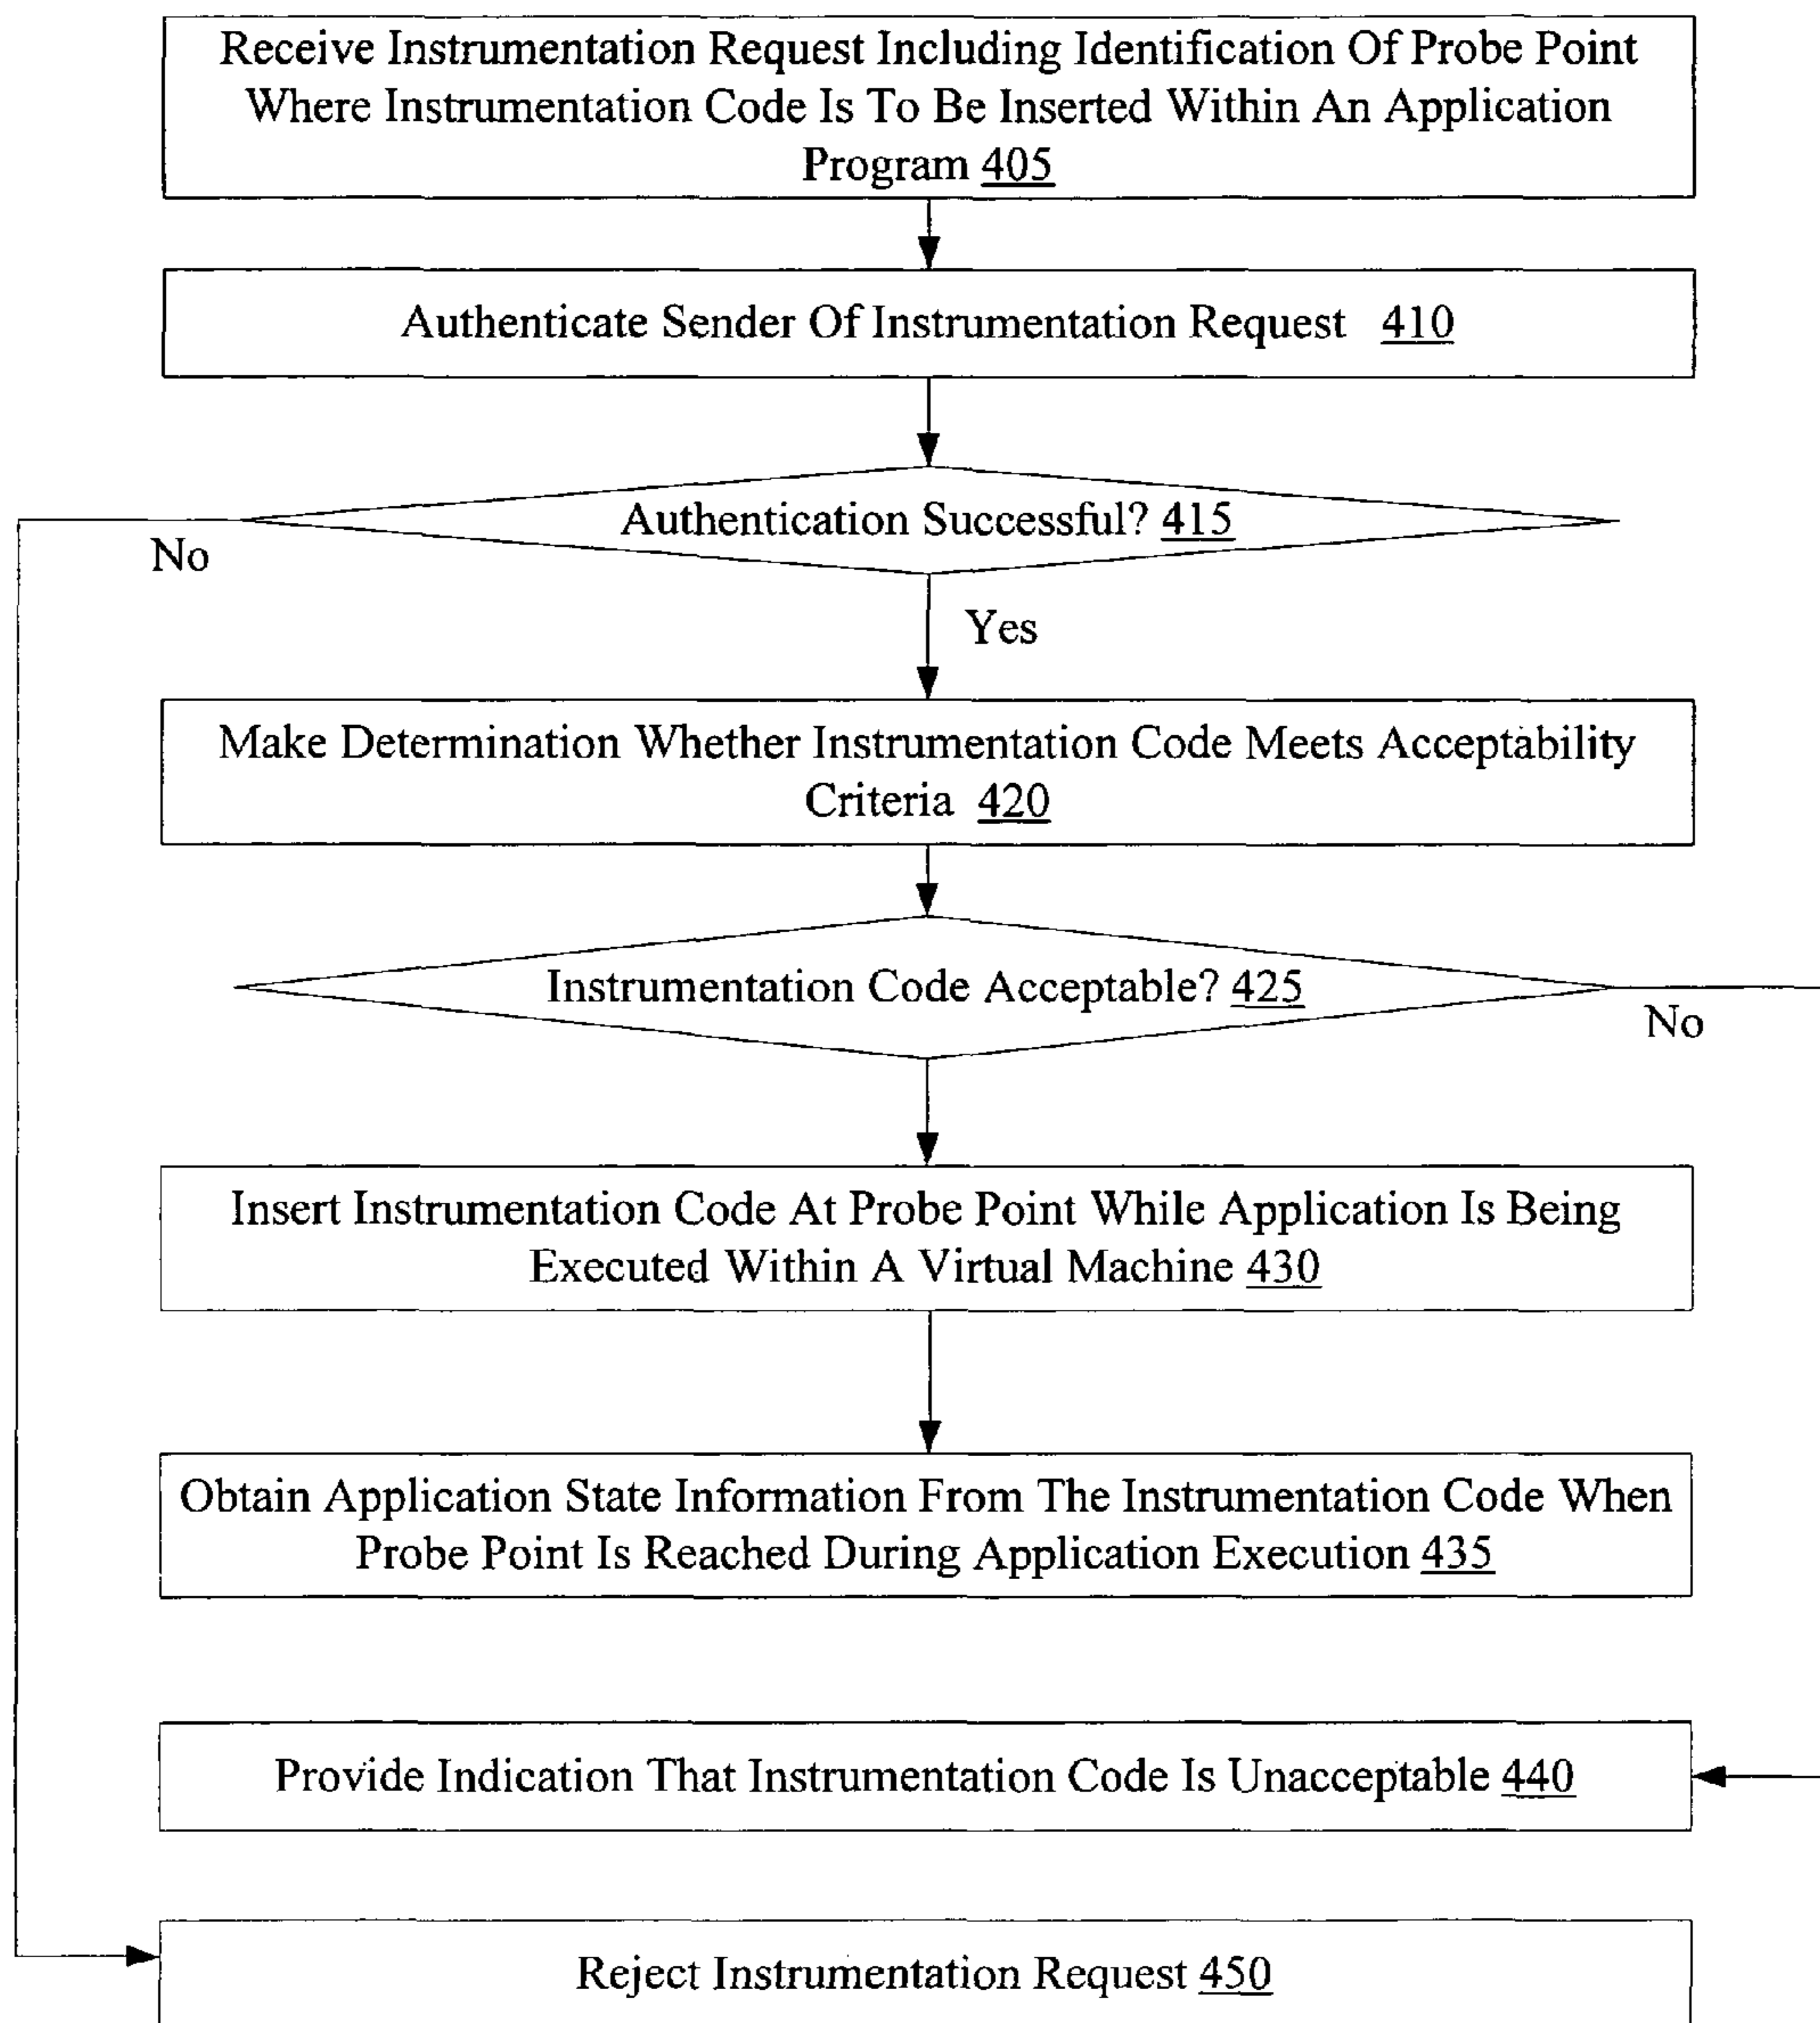 Receive Instrumentation Request Including Identification Of Probe Point
Where Instrumentation Code Is To Be Inserted Within An Application
Program 405
Authenticate Sender Of Instrumentation Request 410
Authentication Successful? 415
No
Yes
Make Determination Whether Instrumentation Code Meets Acceptability
Criteria 420
Instrumentation Code Acceptable? 425
No
Insert Instrumentation Code At Probe Point While Application Is Being
Executed Within A Virtual Machine 430
Obtain Application State Information From The Instrumentation Code When
Probe Point Is Reached During Application Execution 435
Provide Indication That Instrumentation Code Is Unacceptable 440
Reject Instrumentation Request 450